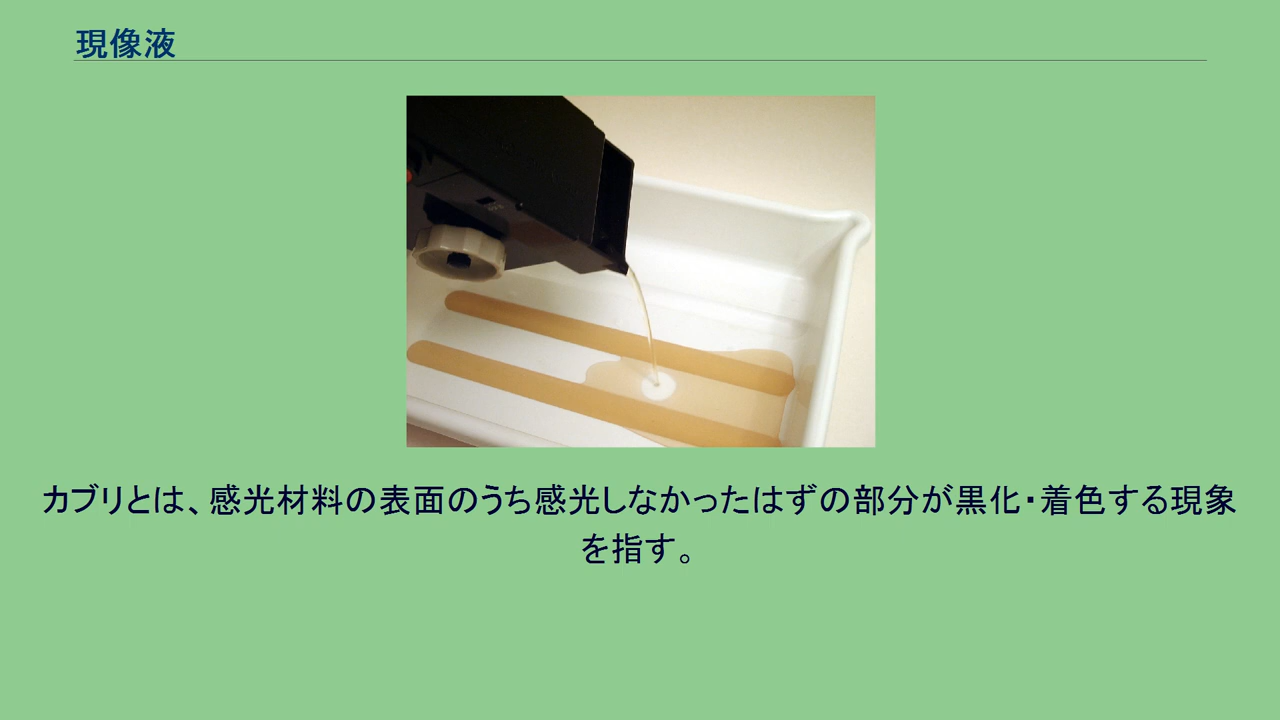 現像液
カブリとは、感光材料の表面のうち感光しなかったはずの部分が黒化・着色する現象
を指す。